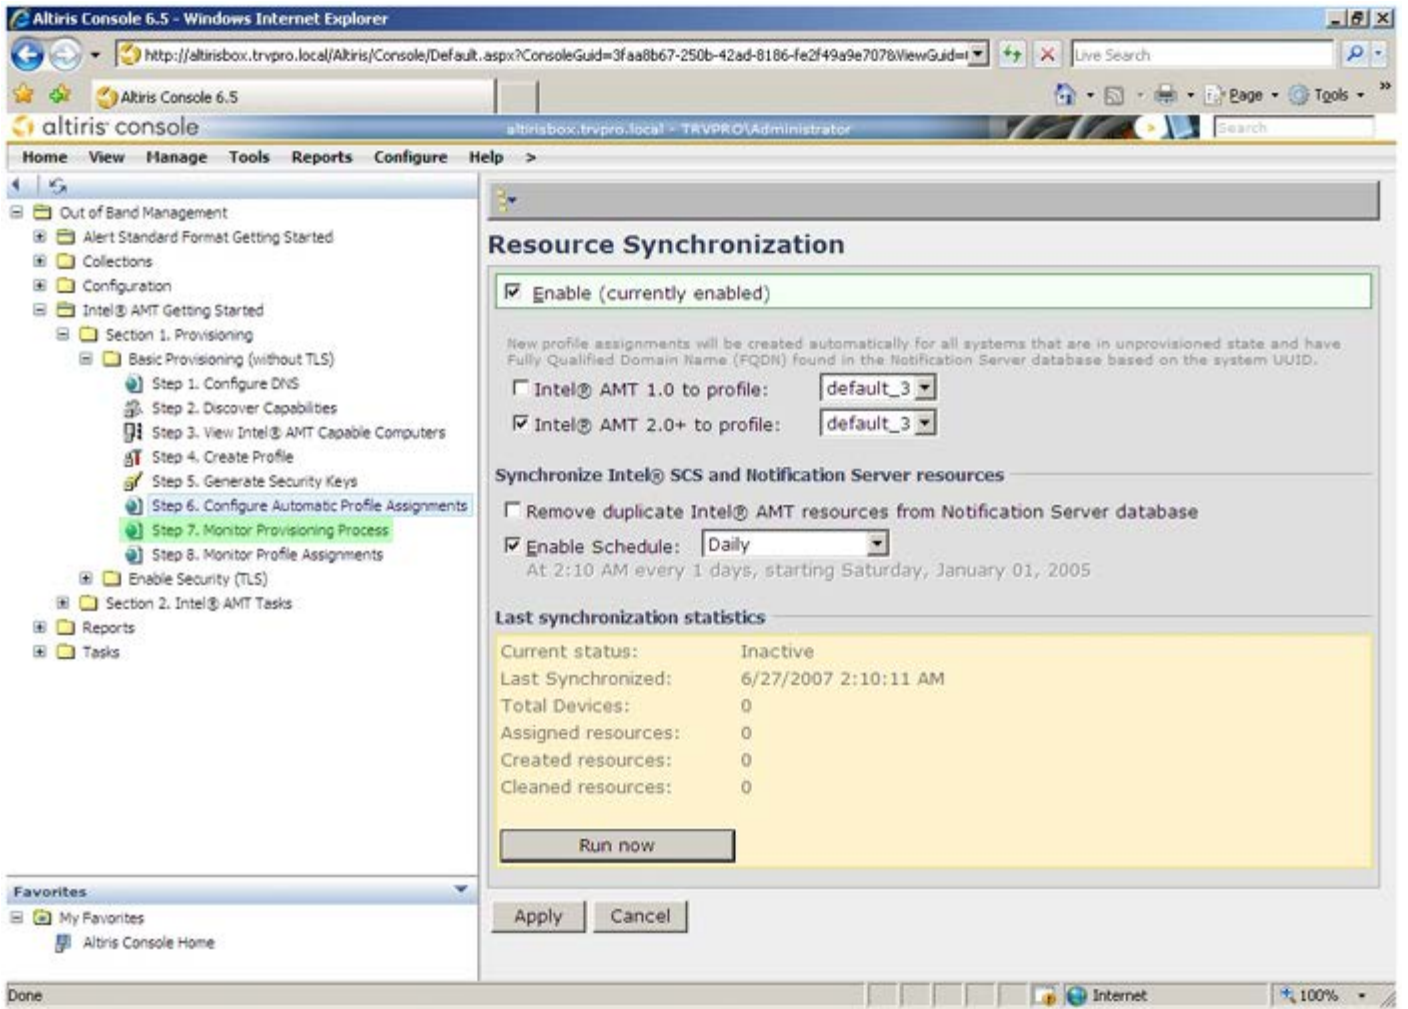 Altiris Console 6.5 - Windows Internet Explorer
http://altirisbox.trvpro.local/Altiris/Console/Default.aspx?ConsoleGuid=3faa8b67-250b-42ad-8186-fe2f49a9e707&ViewGuid=
Live Search
Altiris Console 6.5
Page
Tools
altiris console
altirisbox.trvpro.local - TRVPRO\Administrator
Search
Home View Manage Tools Reports Configure Help >
Out of Band Management
Alert Standard Format Getting Started
Collections
Configuration
Intel® AMT Getting Started
Section 1. Provisioning
Basic Provisioning (without TLS)
Step 1. Configure DNS
Step 2. Discover Capabilities
Step 3. View Intel® AMT Capable Computers
Step 4. Create Profile
Step 5. Generate Security Keys
Step 6. Configure Automatic Profile Assignments
Step 7. Monitor Provisioning Process
Step 8. Monitor Profile Assignments
Enable Security (TLS)
Section 2. Intel® AMT Tasks
Reports
Tasks
Favorites
My Favorites
Altiris Console Home
Resource Synchronization
Enable (currently enabled)
New profile assignments will be created automatically for all systems that are in unprovisioned state and have
Fully Qualified Domain Name (FQDN) found in the Notification Server database based on the system UUID.
Intel® AMT 1.0 to profile: default_3
Intel® AMT 2.0+ to profile: default_3
Synchronize Intel® SCS and Notification Server resources
Remove duplicate Intel® AMT resources from Notification Server database
Enable Schedule: Daily
At 2:10 AM every 1 days, starting Saturday, January 01, 2005
Last synchronization statistics
Current status: Inactive
Last Synchronized: 6/27/2007 2:10:11 AM
Total Devices: 0
Assigned resources: 0
Created resources: 0
Cleaned resources: 0
Run now
Apply Cancel
Done
Internet
100%